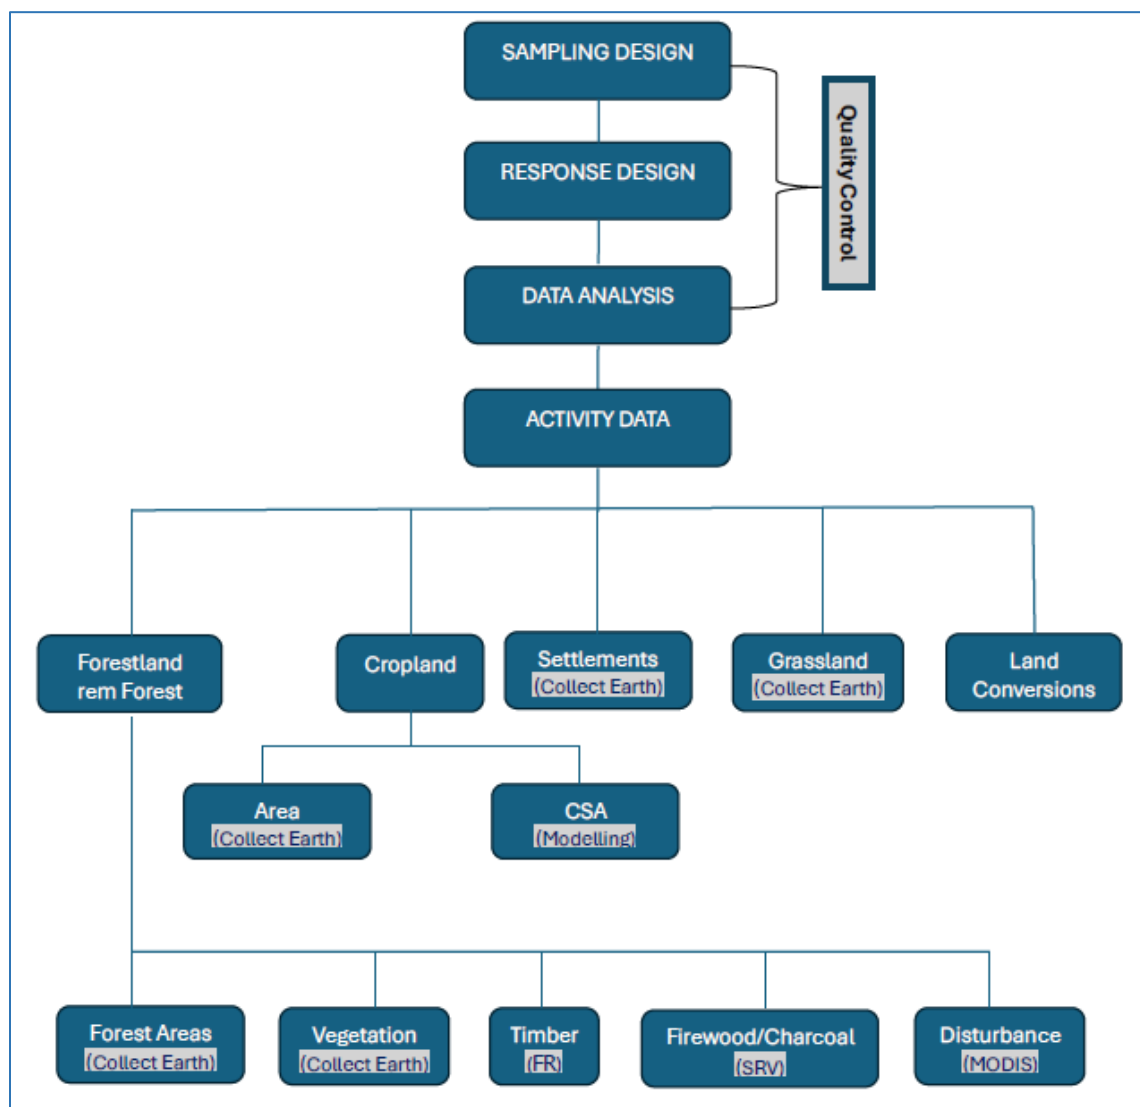 SAMPLING DESIGN
Quality Control
RESPONSE DESIGN
DATA ANALYSIS
ACTIVITY DATA
Forestland
rem Forest
Cropland
Settlements
(Collect Earth)
Grassland
(Collect Earth)
Land
Conversions
Area
(Collect Earth)
CSA
(Modelling)
Forest Areas
(Collect Earth)
Vegetation
(Collect Earth)
Timber
(FR)
Firewood/Charcoal
(SRV)
Disturbance
(MODIS)